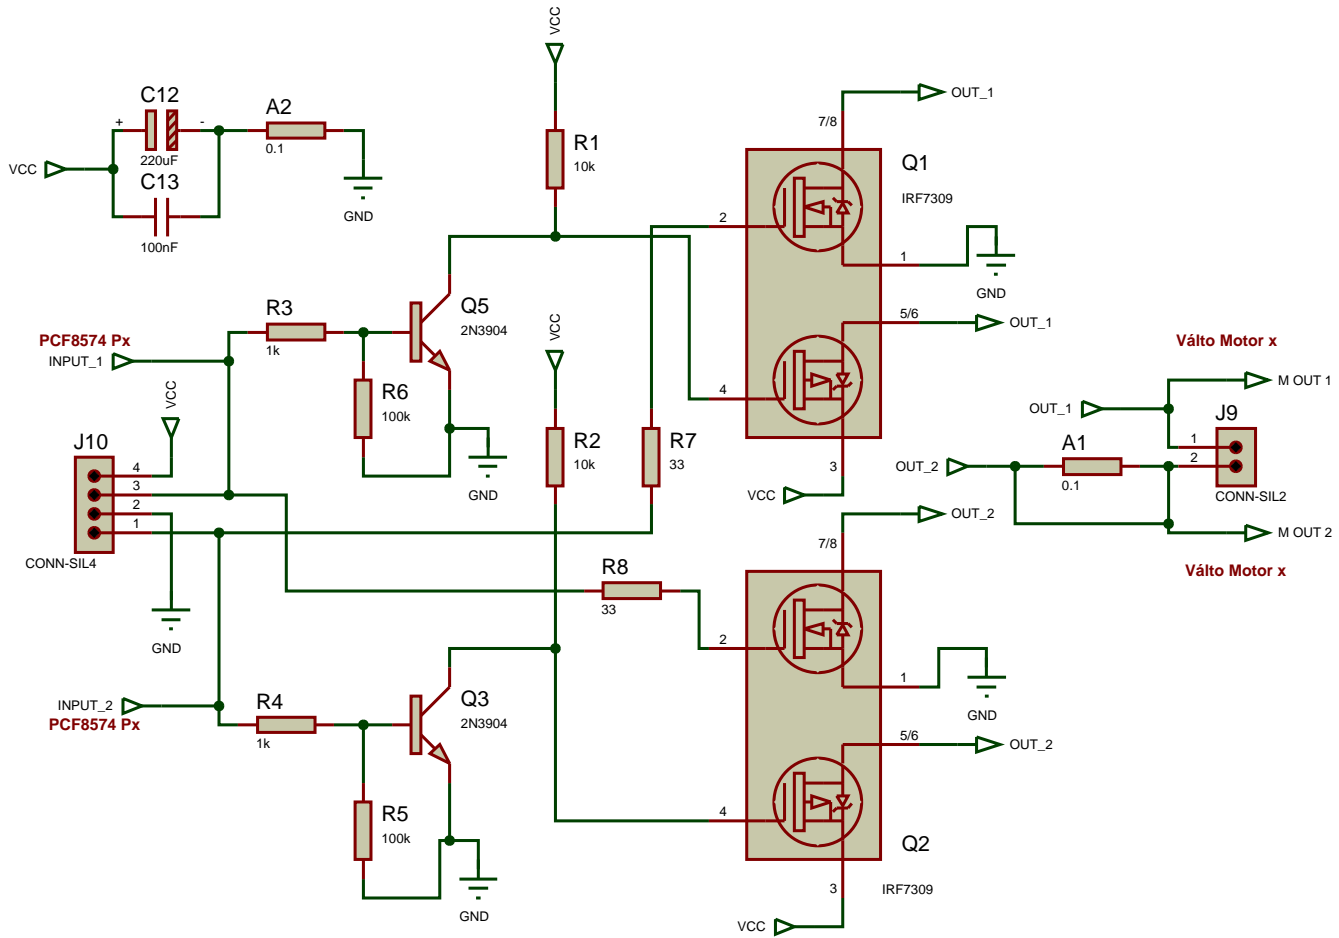 VCC
C12
+
-
220uF
VCC
C13
100nF
A2
0.1
GND
R1
10k
7/8
OUT_1
Q1
IRF7309
2
1
GND
5/6
OUT_1
4
3
VCC
Q5
2N3904
R3
1k
PCF8574 Px
INPUT_1
R6
100k
GND
VCC
VCC
R2
10k
R7
33
J10
4
3
2
1
CONN-SIL4
GND
Válto Motor x
M OUT 1
OUT_1
J9
1
2
A1
0.1
OUT_2
CONN-SIL2
M OUT 2
Válto Motor x
7/8
OUT_2
R8
33
2
1
GND
5/6
OUT_2
4
Q2
3
IRF7309
VCC
INPUT_2
PCF8574 Px
R4
1k
Q3
2N3904
R5
100k
GND